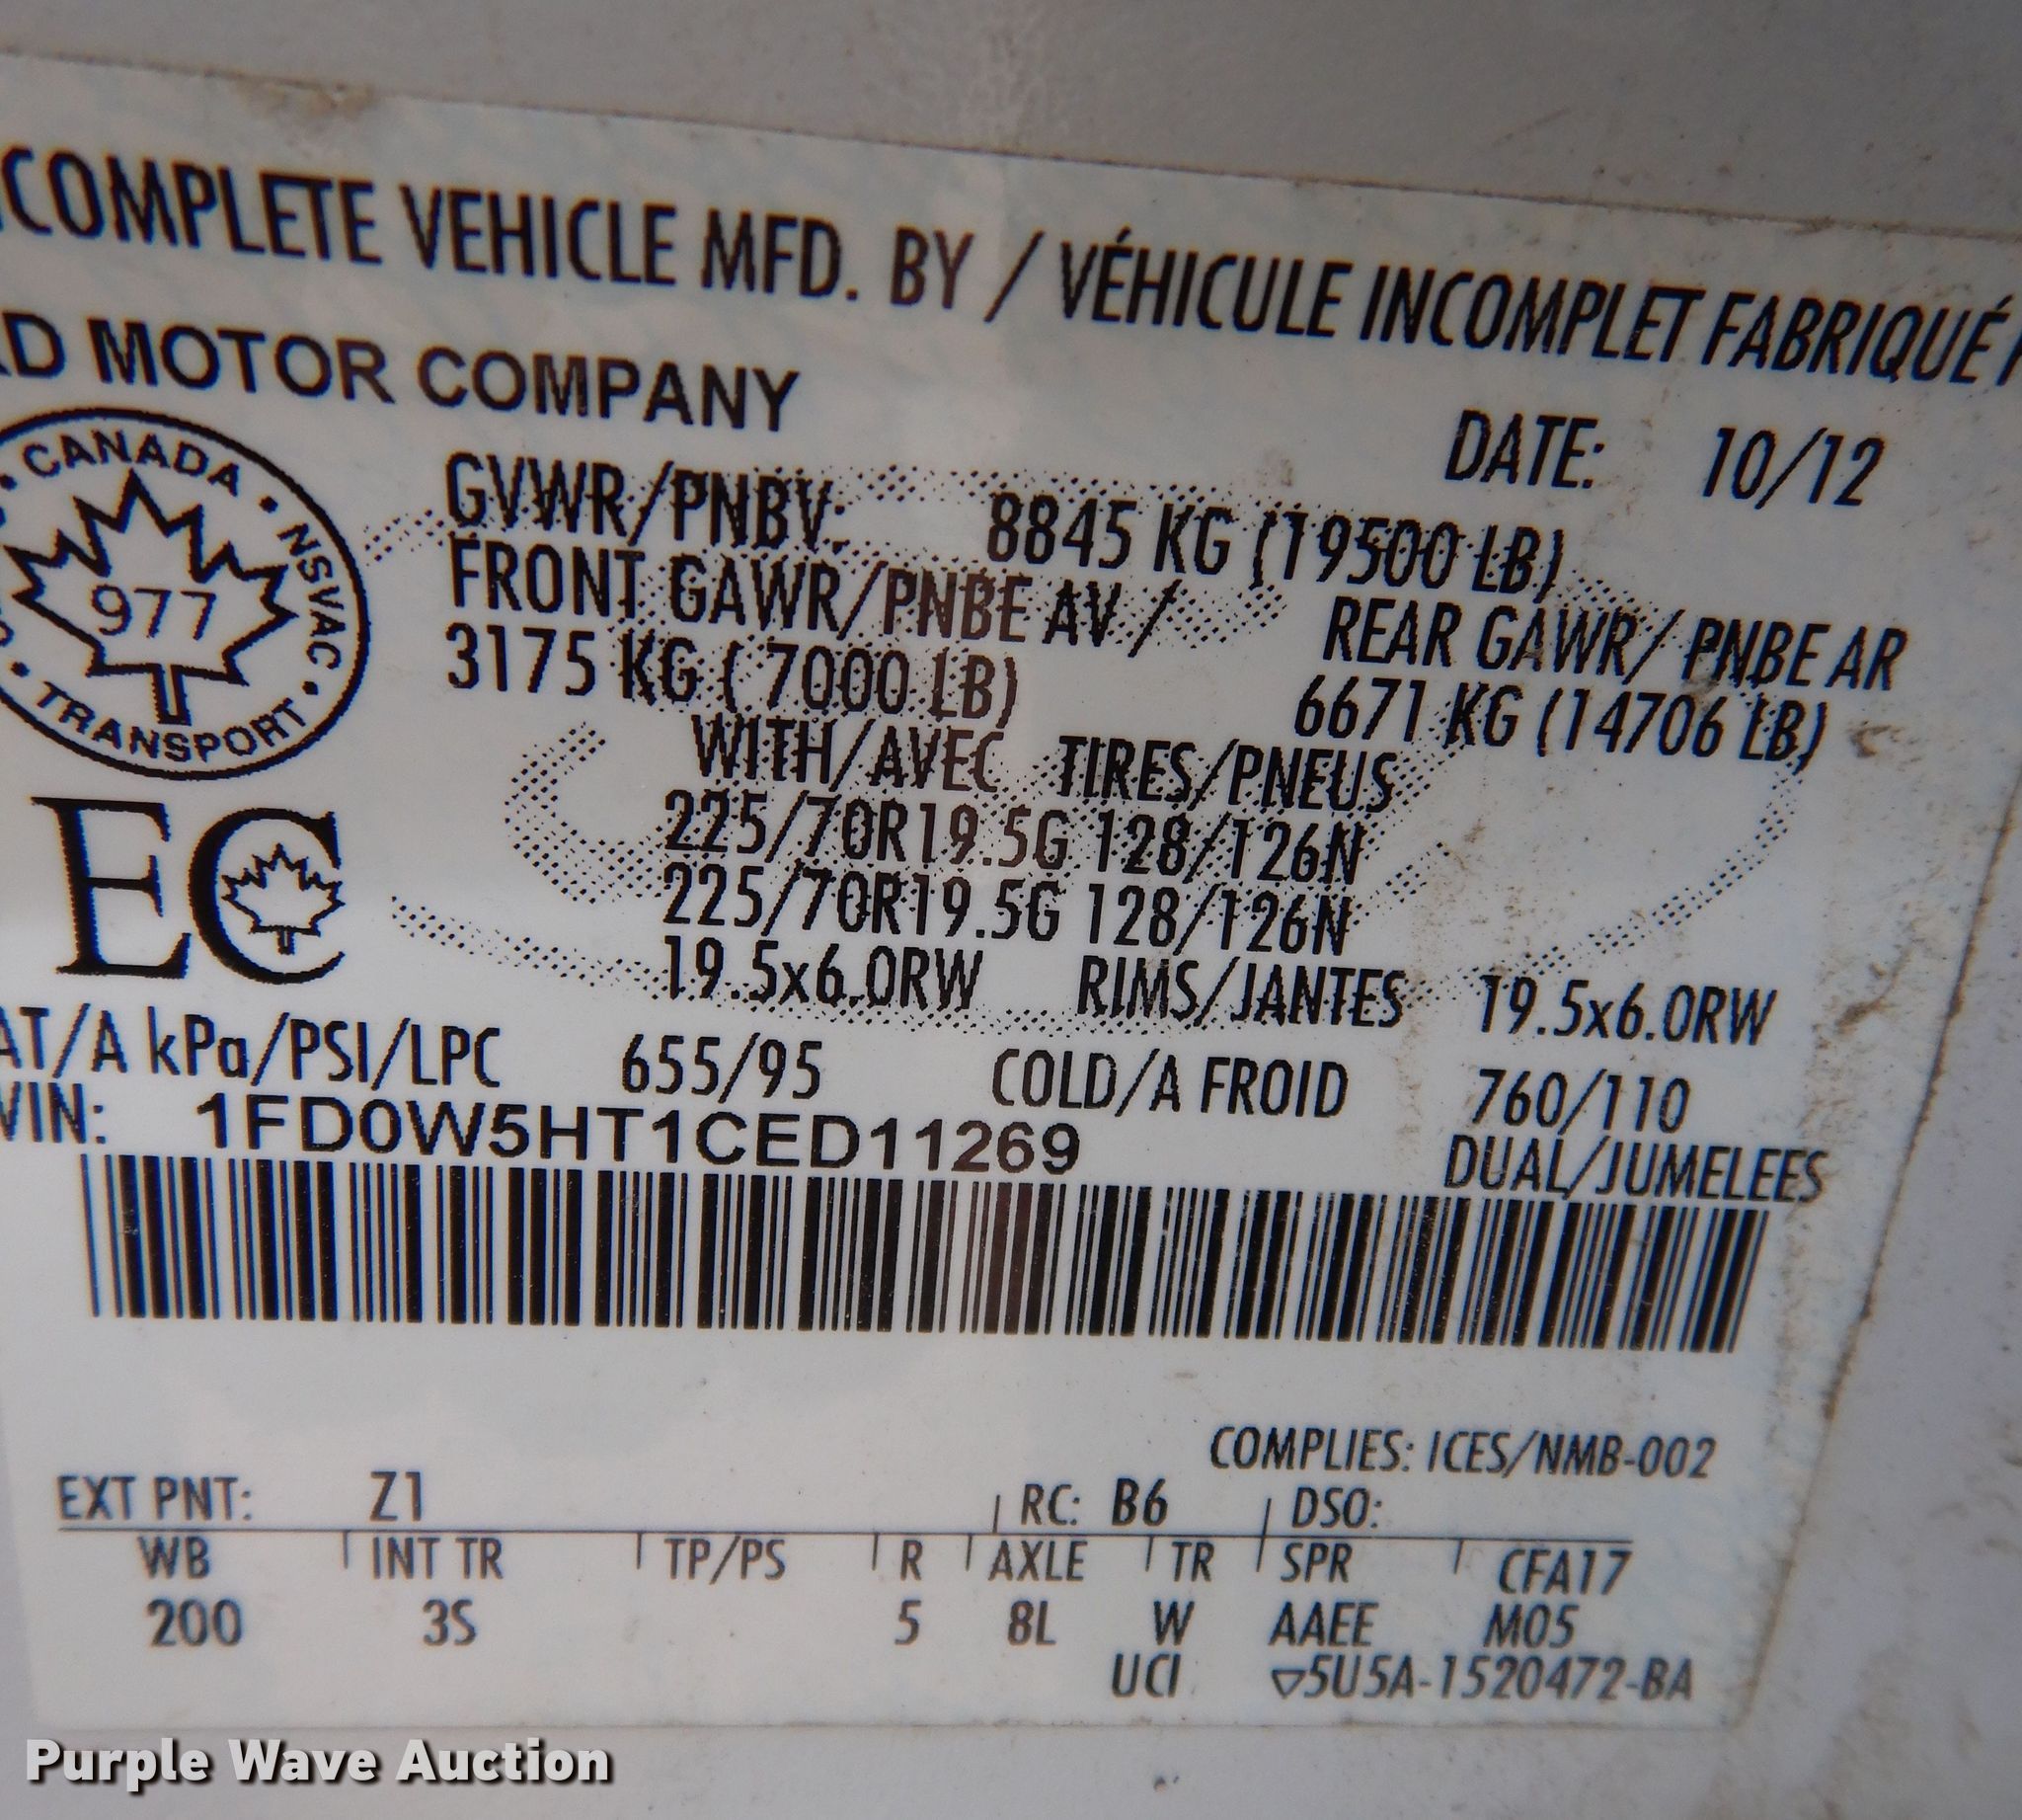 COMPLETE VEHICLE MFD. BY / VÉHICULE INCOMPLET FABRIQUÉ
MOTOR COMPANY
DATE: 10/12
CANADA • NSVAC • TRANSPORT
977
GVWR/PNBV: 8845 KG (19500 LB)
FRONT GAWR/PNBE AV / REAR GAWR/ PNBE AR
3175 KG ( 7000 LB) 6671 KG (14706 LB)
WITH/AVEC TIRES/PNEUS
225/70R19.5G 128/126N
225/70R19.5G 128/126N
EC
19.5x6.0RW RIMS/JANTES 19.5x6.0RW
AT/A kPa/PSI/LPC 655/95 COLD/A FROID 760/110
VIN: 1FD0W5HT1CED11269 DUAL/JUMELEES
COMPLIES: ICES/NMB-002
EXT PNT: Z1 RC: B6 DSO:
WB INT TR TP/PS R AXLE TR SPR CFA17
200 3S 5 8L W AAEE M05
UCI ▽5U5A-1520472-BA
Purple Wave Auction